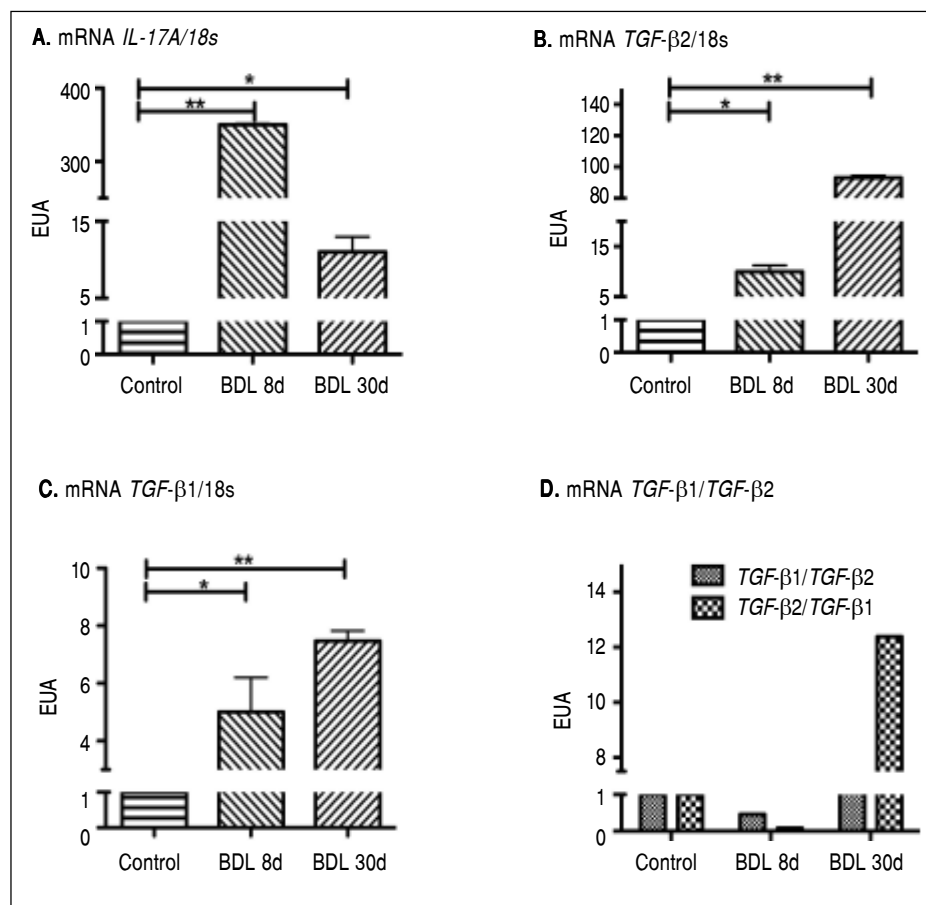 A. mRNA IL-17A/18s
*
**
400
300
15
5
1
0
EUA
Control BDL 8d BDL 30d
B. mRNA TGF-β2/18s
**
*
140
120
100
80
15
5
1
0
EUA
Control BDL 8d BDL 30d
C. mRNA TGF-β1/18s
**
*
10
8
6
4
1
0
EUA
Control BDL 8d BDL 30d
D. mRNA TGF-β1/TGF-β2
TGF-β1/TGF-β2
TGF-β2/TGF-β1
14
12
10
8
1
0
EUA
Control BDL 8d BDL 30d